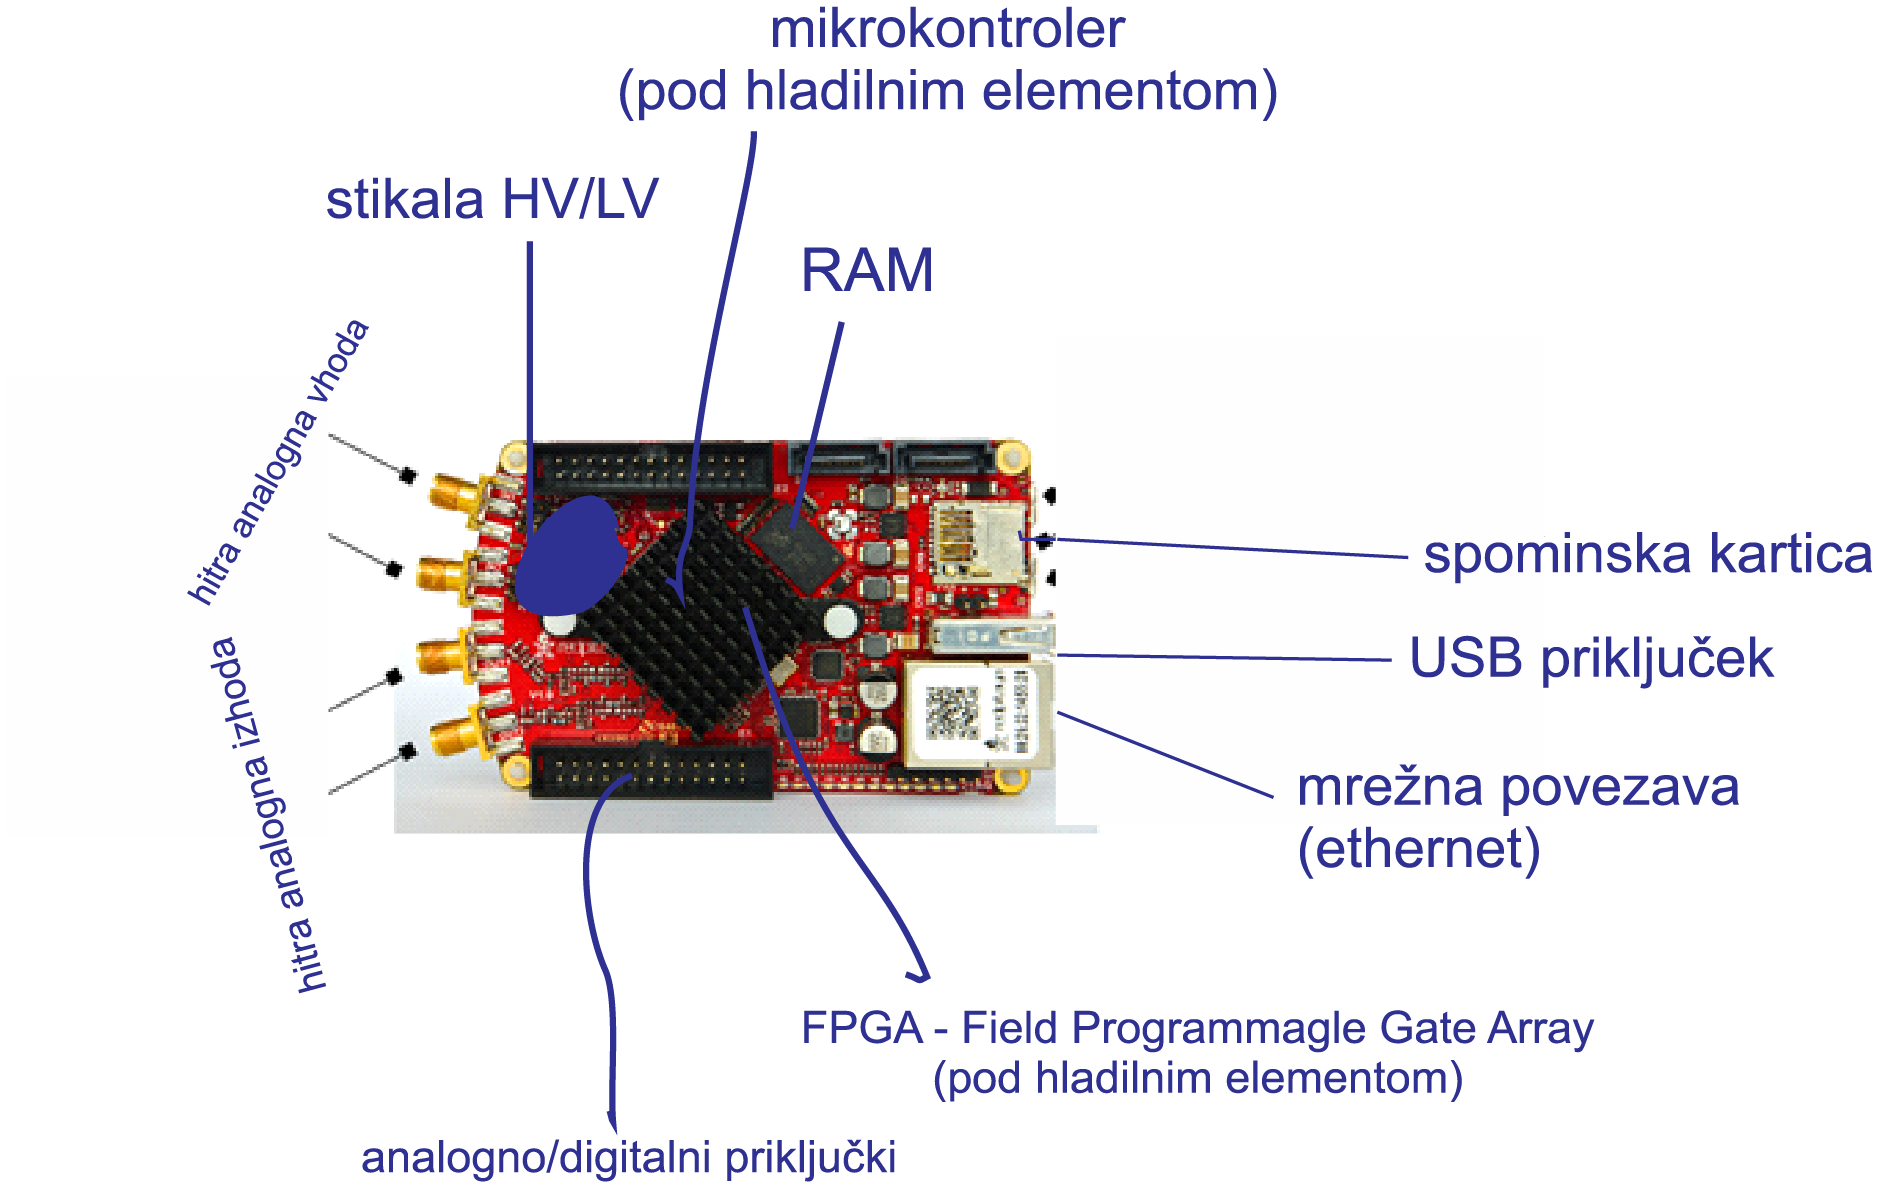 mikrokontroler
(pod hladilnim elementom)
stikala HV/LV
RAM
hitra analogna vhoda
hitra analogna izhoda
spominska kartica
USB priključek
mrežna povezava
(ethernet)
FPGA - Field Programmagle Gate Array
(pod hladilnim elementom)
analogno/digitalni priključki